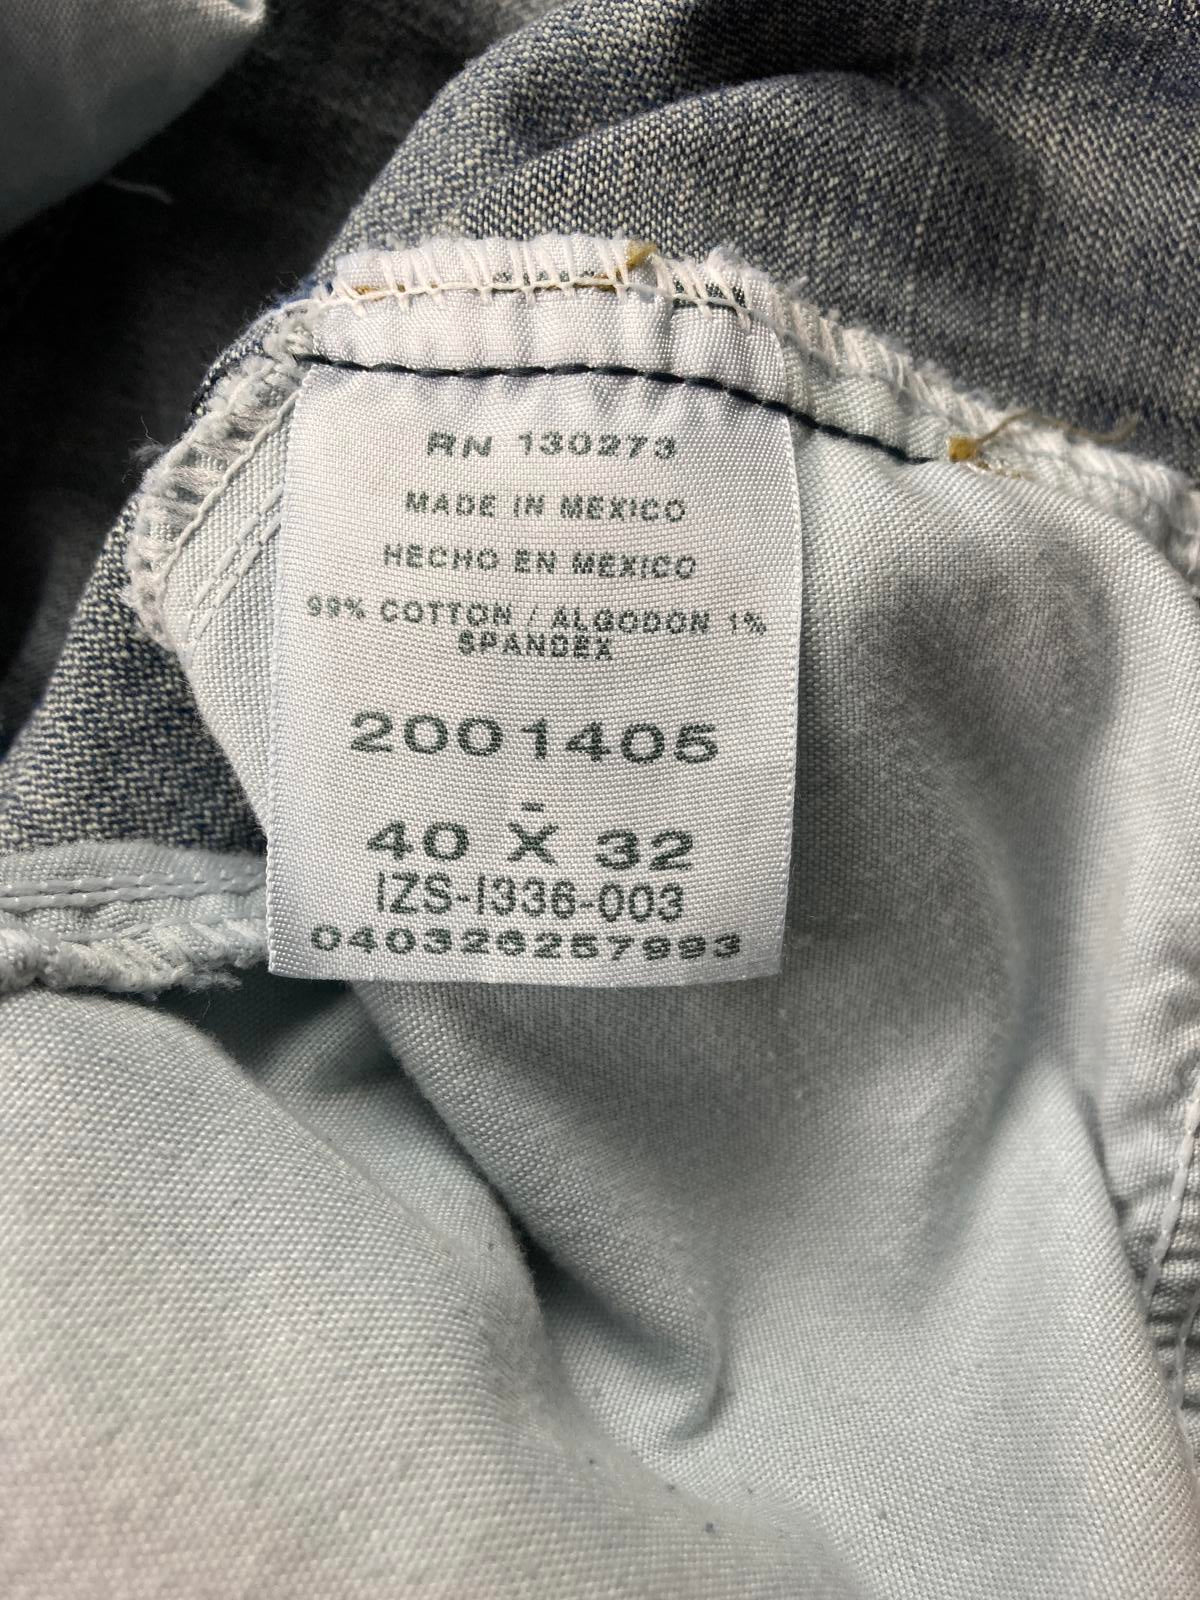 RN 130273
MADE IN MEXICO
HECHO EN MEXICO
99% COTTON / ALGODON 1%
SPANDEX
2001405
-
40 X 32
IZS-I336-003
040326257993